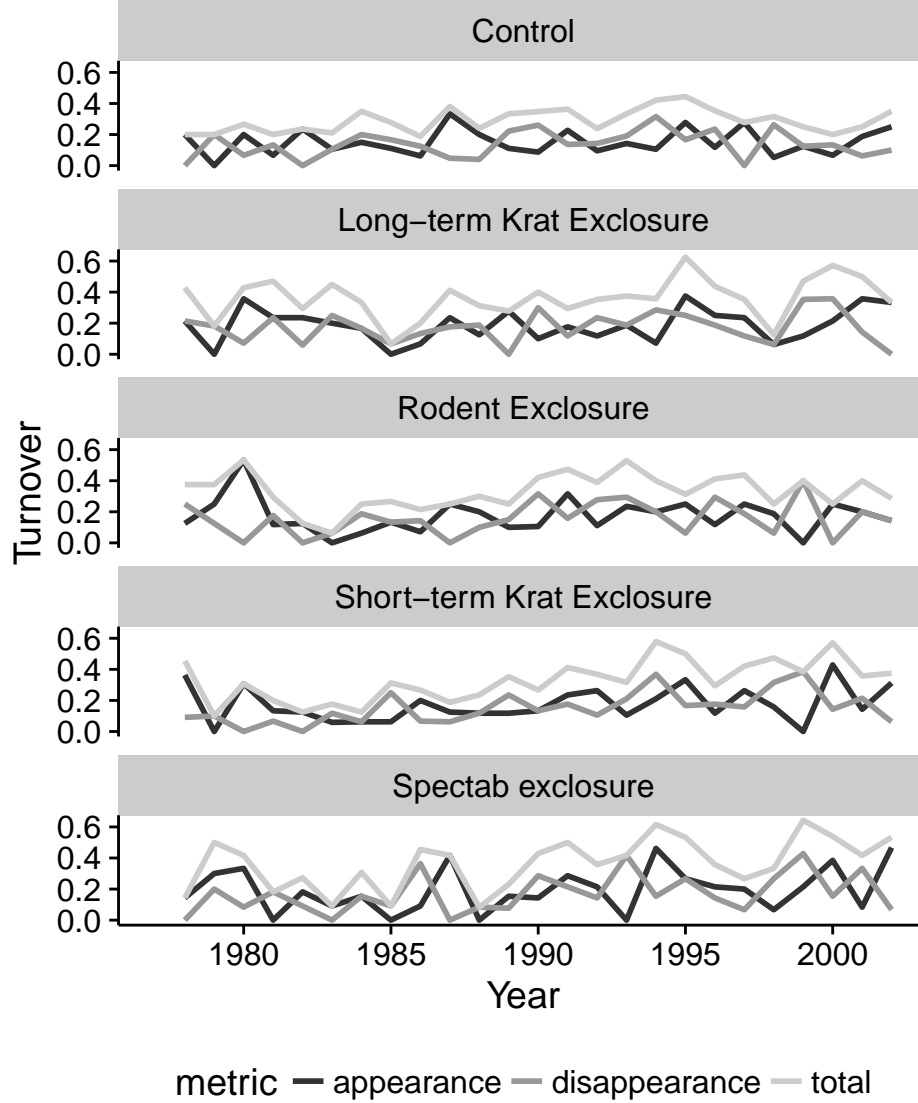 Control
0.6
0.4
0.2
0.0
Long−term Krat Exclosure
0.6
0.4
0.2
0.0
Rodent Exclosure
0.6
0.4
0.2
0.0
Short−term Krat Exclosure
0.6
0.4
0.2
0.0
Spectab exclosure
0.6
0.4
0.2
0.0
Turnover
1980 1985 1990 1995 2000
Year
metric appearance disappearance total